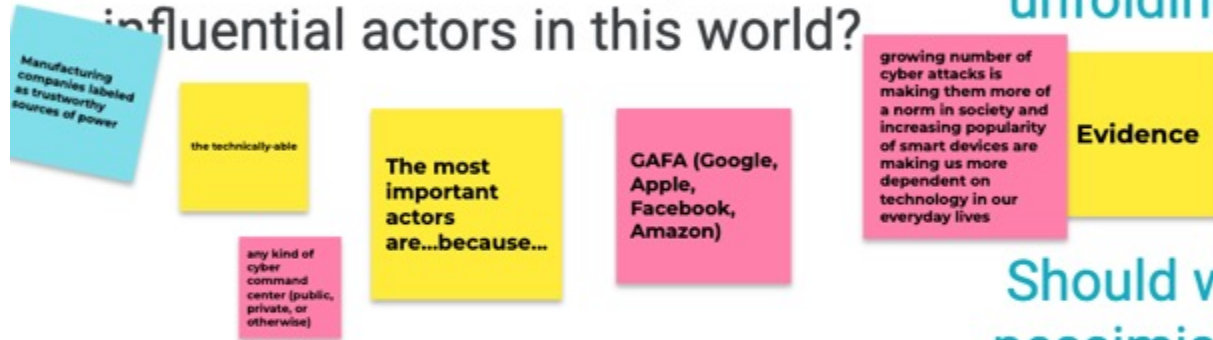 influential actors in this world?
Manufacturing
companies labeled
as trustworthy
sources of power
the technically-able
any kind of
cyber
command
center (public,
private, or
otherwise)
The most
important
actors
are...because...
GAFA (Google,
Apple,
Facebook,
Amazon)
growing number of
cyber attacks is
making them more of
a norm in society and
increasing popularity
of smart devices are
making us more
dependent on
technology in our
everyday lives
Evidence
Should